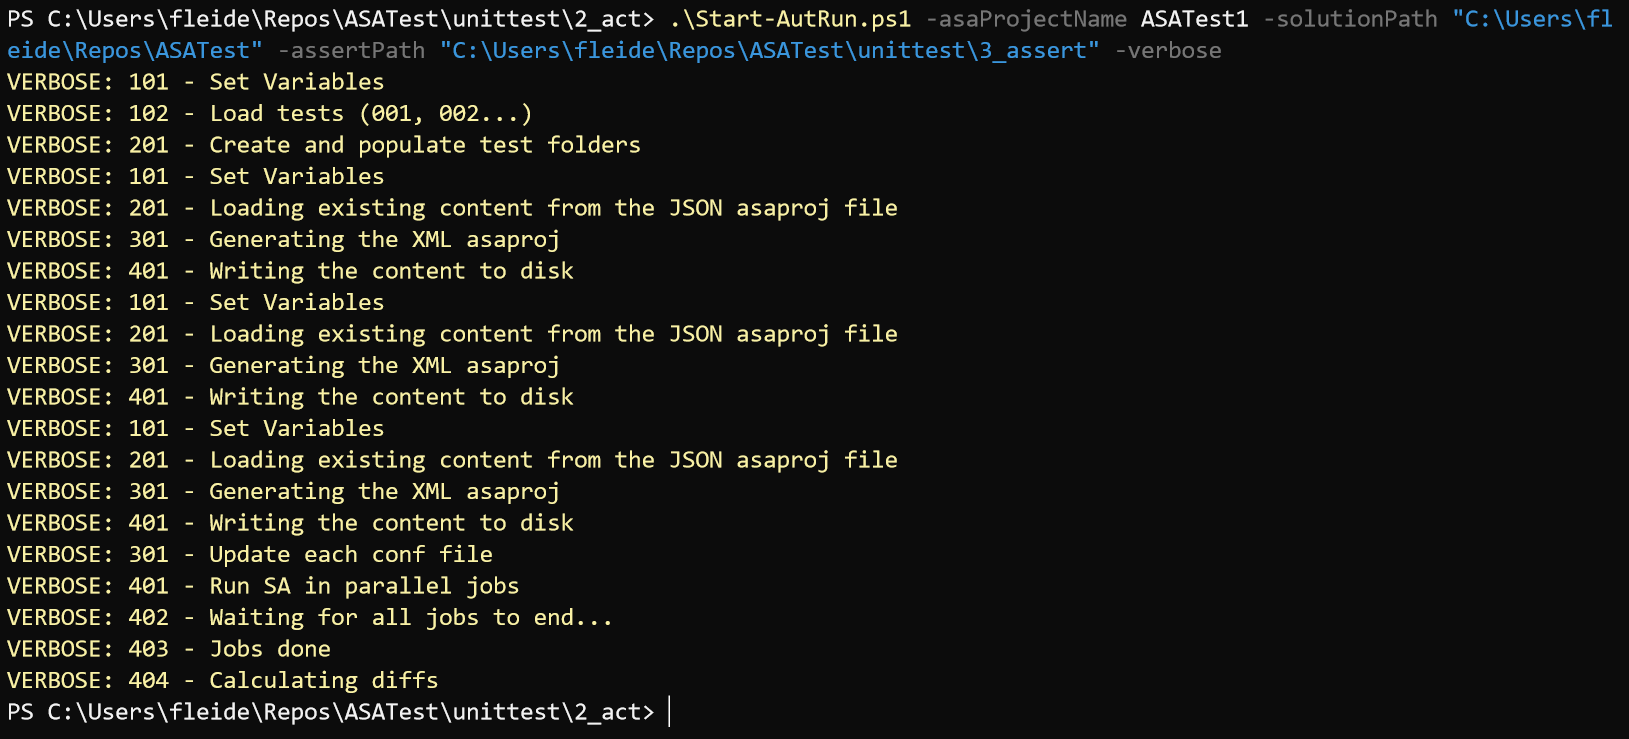 PS C:\Users\fleide\Repos\ASATest\unittest\2_act> .\Start-AutRun.ps1 -asaProjectName ASATest1 -solutionPath "C:\Users\fl
eide\Repos\ASATest" -assertPath "C:\Users\fleide\Repos\ASATest\unittest\3_assert" -verbose
VERBOSE: 101 - Set Variables
VERBOSE: 102 - Load tests (001, 002...)
VERBOSE: 201 - Create and populate test folders
VERBOSE: 101 - Set Variables
VERBOSE: 201 - Loading existing content from the JSON asaproj file
VERBOSE: 301 - Generating the XML asaproj
VERBOSE: 401 - Writing the content to disk
VERBOSE: 101 - Set Variables
VERBOSE: 201 - Loading existing content from the JSON asaproj file
VERBOSE: 301 - Generating the XML asaproj
VERBOSE: 401 - Writing the content to disk
VERBOSE: 101 - Set Variables
VERBOSE: 201 - Loading existing content from the JSON asaproj file
VERBOSE: 301 - Generating the XML asaproj
VERBOSE: 401 - Writing the content to disk
VERBOSE: 301 - Update each conf file
VERBOSE: 401 - Run SA in parallel jobs
VERBOSE: 402 - Waiting for all jobs to end...
VERBOSE: 403 - Jobs done
VERBOSE: 404 - Calculating diffs
PS C:\Users\fleide\Repos\ASATest\unittest\2_act>